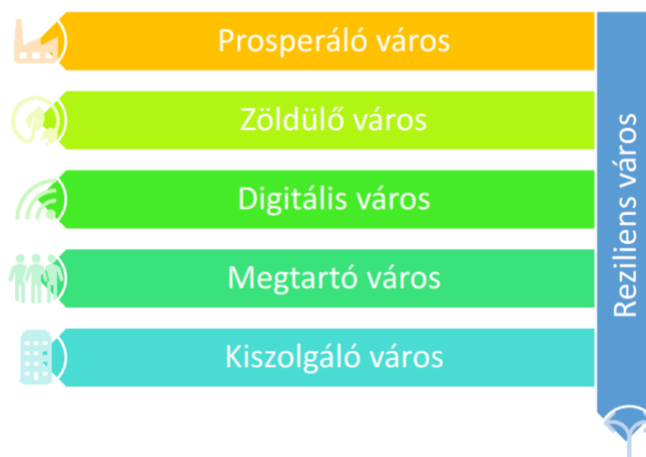 Prosperáló város
Zöldülő város
Digitális város
Megtartó város
Kiszolgáló város
Reziliens város